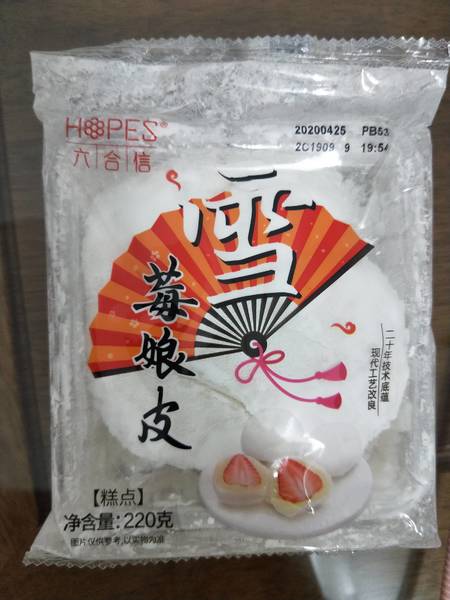 HOPES®
六合信
20200425 PB53
2C1909 9 19:54
雪
莓娘皮
二十年技术底蕴
现代工艺改良
【糕点】
净含量:220克
图片仅供参考,以实物为准